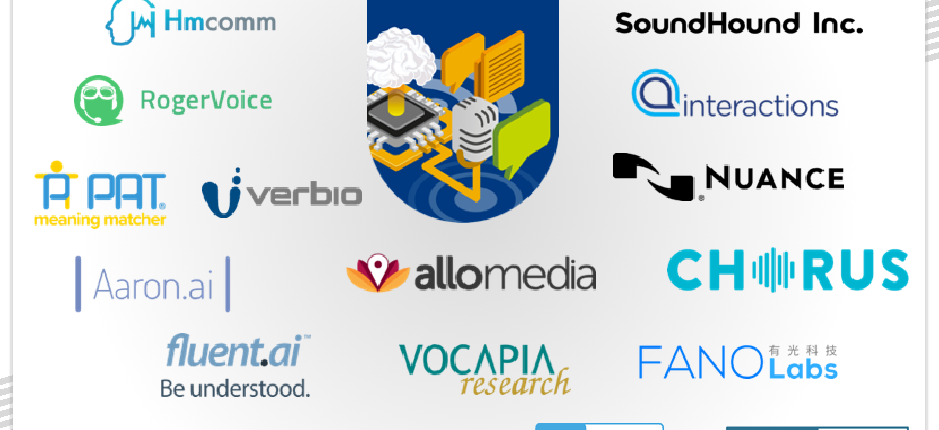 Hmcomm
SoundHound Inc.
RogerVoice
interactions
PAT
meaning matcher
verbio
NUANCE
Aaron.ai
allomedia
CHORUS
fluent.ai™
Be understood.
VOCAPIA
research
FANO 有光科技
Labs